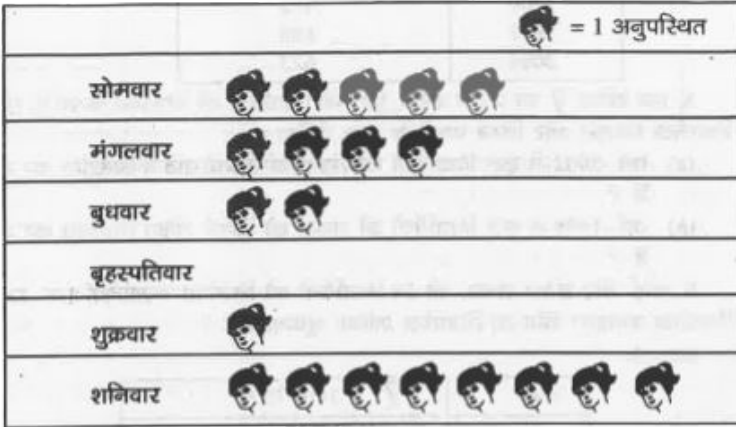 = 1 अनुपस्थित
सोमवार
मंगलवार
बुधवार
बृहस्पतिवार
शुक्रवार
शनिवार